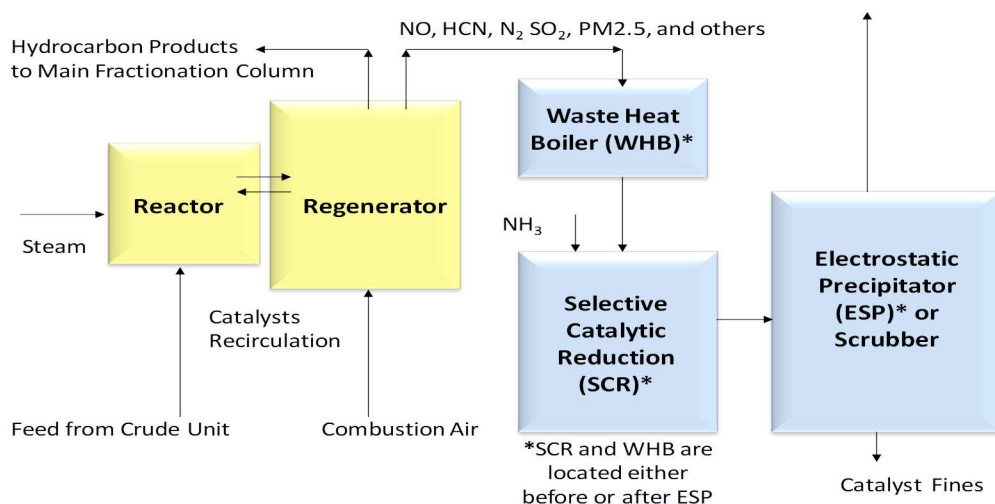 Hydrocarbon Products
to Main Fractionation Column
NO, HCN, N₂ SO₂, PM2.5, and others
Waste Heat
Boiler (WHB)*
Reactor
Regenerator
Steam
NH₃
Selective
Catalytic
Reduction
(SCR)*
Electrostatic
Precipitator
(ESP)* or
Scrubber
Catalysts
Recirculation
Feed from Crude Unit
Combustion Air
*SCR and WHB are
located either
before or after ESP
Catalyst Fines